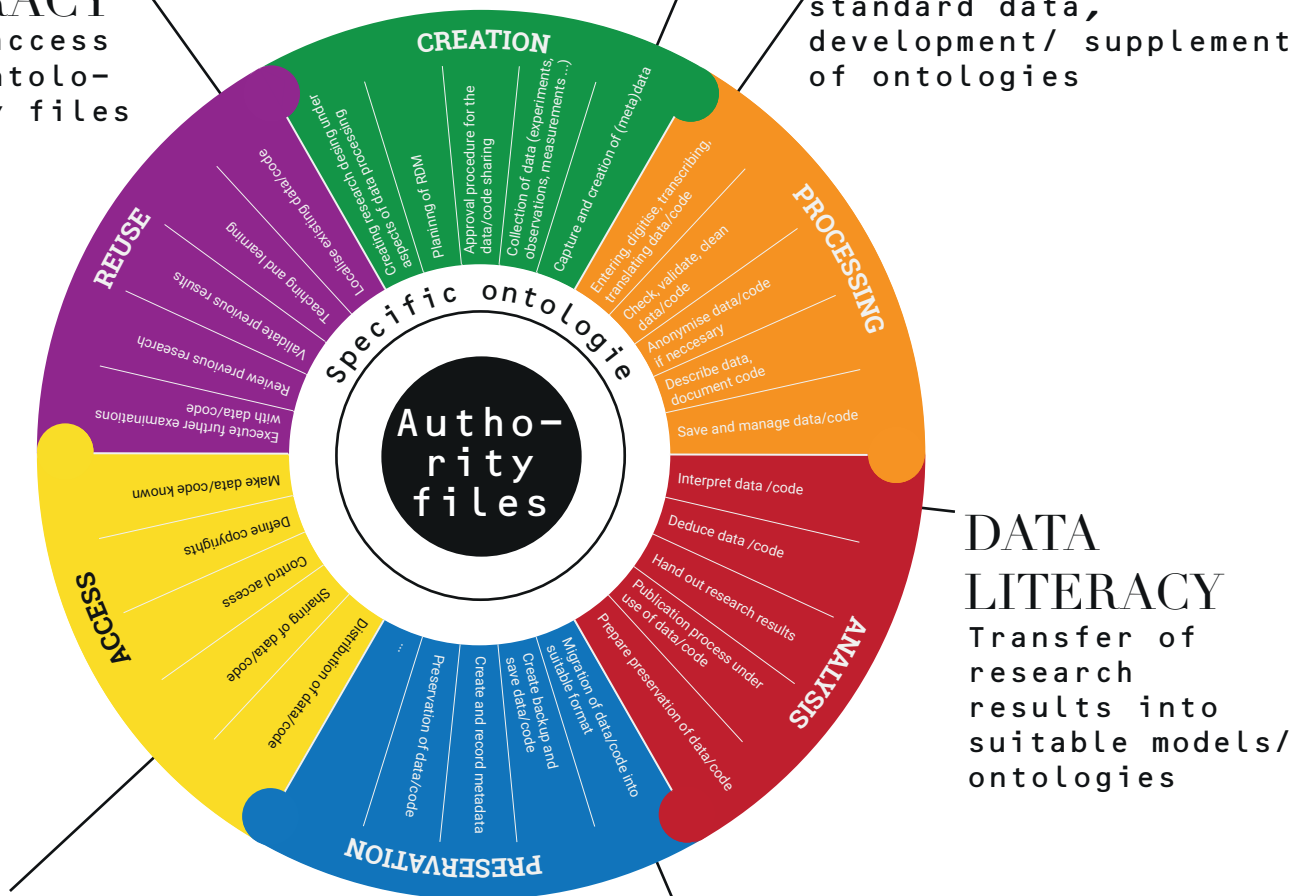 RACY
access
ntolo-
y files
standard data,
development/ supplement
of ontologies
CREATION
Creating research desing under
aspects of data processing
Planing of RDM
Approval procedure for the
data/code sharing
Collection of data (experiments,
observations, measurements ...)
Capture and creation of (meta)data
PROCESSING
Entering, digitise, transcribing,
translating data/code
Check, validate, clean
data/code
Anonymise data/code
if neccesary
Describe data,
document code
Save and manage data/code
ANALYSIS
Interpret data /code
Deduce data /code
Hand out research results
Publication process under
use of data/code
Prepare preservation of data/code
PRESERVATION
Migration of data/code into
suitable format
Create backup and
save data/code
Create and record metadata
Preservation of data/code
...
ACCESS
Distribution of data/code
Sharing of data/code
Control access
Define copyrights
Make data/code known
REUSE
Execute further examinations
with data/code
Review previous research
Validate previous results
Teaching and learning
Localise existing data/code
Specific ontologie
Autho-
rity
files
DATA
LITERACY
Transfer of
research
results into
suitable models/
ontologies